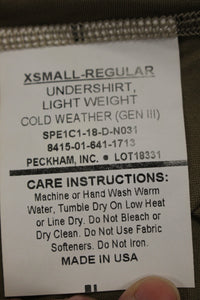 XSMALL-REGULAR
UNDERSHIRT,
LIGHT WEIGHT
COLD WEATHER (GEN III)
SPE1C1-18-D-N031
8415-01-641-1713
PECKHAM, INC. • LOT18331
CARE INSTRUCTIONS:
Machine or Hand Wash Warm
Water, Tumble Dry On Low Heat
or Line Dry. Do Not Bleach or
Dry Clean. Do Not Use Fabric
Softeners. Do Not Iron.
MADE IN USA